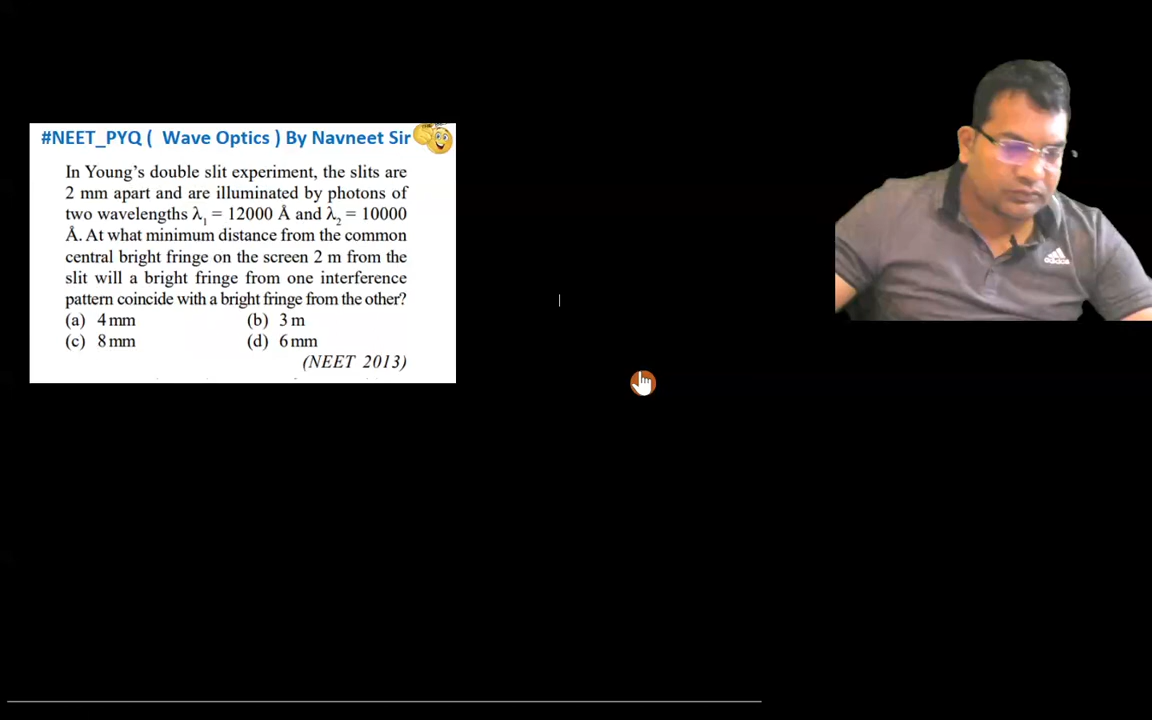 #NEET_PYQ ( Wave Optics ) By Navneet Sir
In Young's double slit experiment, the slits are
2 mm apart and are illuminated by photons of
two wavelengths λ₁ = 12000 Å and λ₂ = 10000
Å. At what minimum distance from the common
central bright fringe on the screen 2 m from the
slit will a bright fringe from one interference
pattern coincide with a bright fringe from the other?
(a) 4 mm (b) 3 m
(c) 8 mm (d) 6 mm
(NEET 2013)
adidas